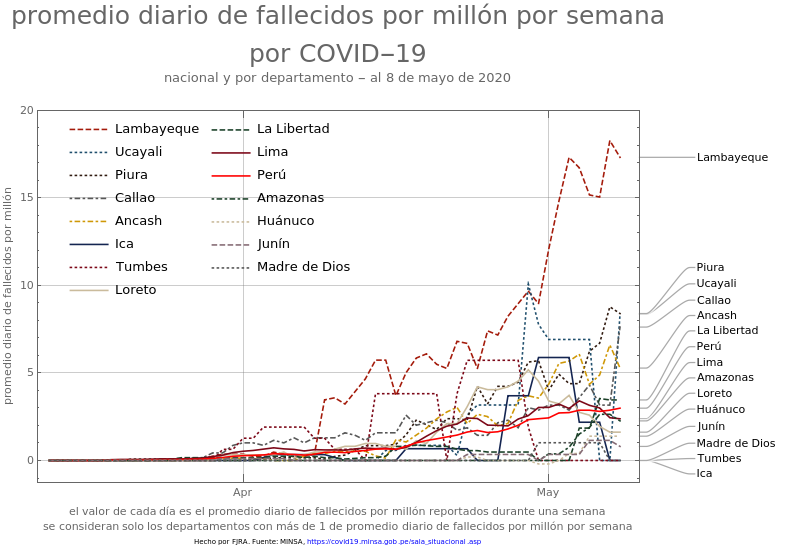 promedio diario de fallecidos por millón por semana
por COVID−19
nacional y por departamento − al 8 de mayo de 2020
promedio diario de fallecidos por millón
20
15
10
5
0
Apr
May
Lambayeque
Ucayali
Piura
Callao
Ancash
Ica
Tumbes
Loreto
La Libertad
Lima
Perú
Amazonas
Huánuco
Junín
Madre de Dios
Lambayeque
Piura
Ucayali
Callao
Ancash
La Libertad
Perú
Lima
Amazonas
Loreto
Huánuco
Junín
Madre de Dios
Tumbes
Ica
el valor de cada día es el promedio diario de fallecidos por millón reportados durante una semana
se consideran solo los departamentos con más de 1 de promedio diario de fallecidos por millón por semana
Hecho por FJRA. Fuente: MINSA, https://covid19.minsa.gob.pe/sala_situacional.asp